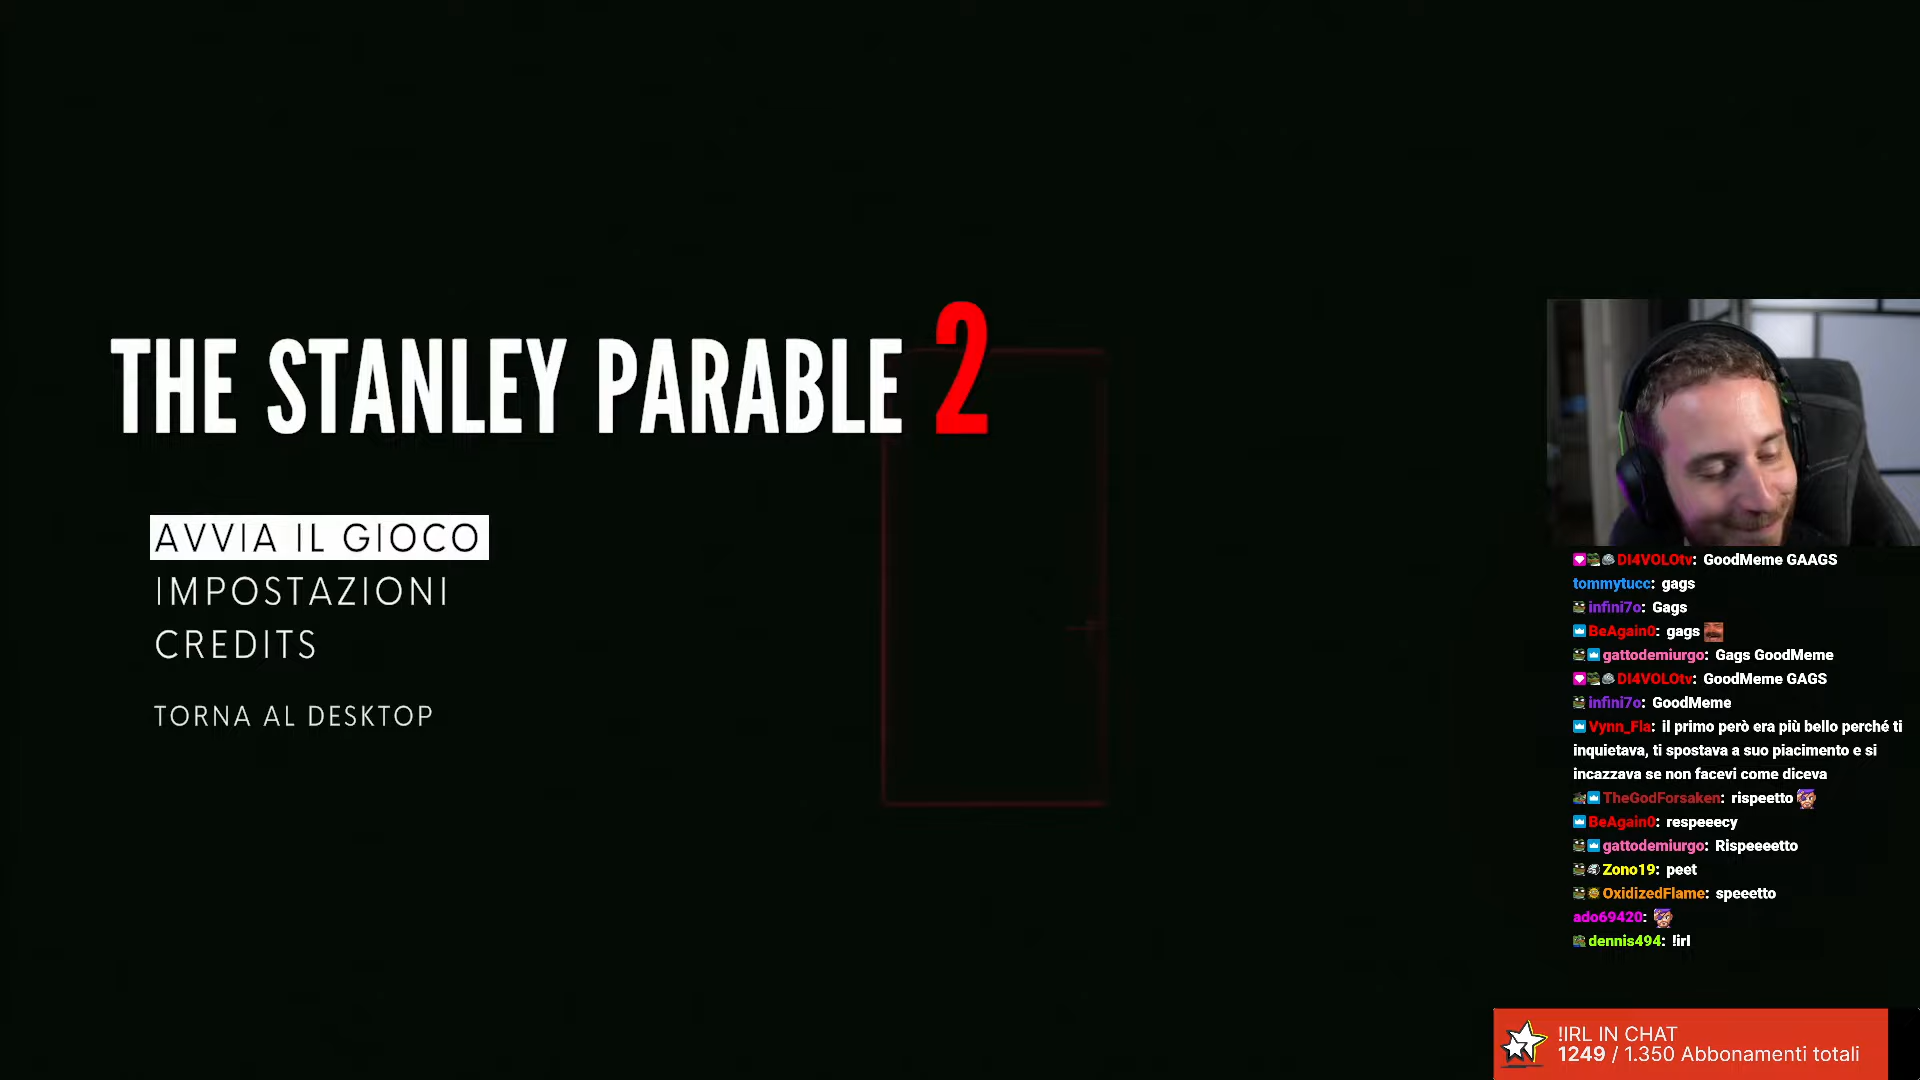 THE STANLEY PARABLE 2
AVVIA IL GIOCO
IMPOSTAZIONI
CREDITS
TORNA AL DESKTOP
DI4VOLOtv: GoodMeme GAAGS
tommytucc: gags
infini7o: Gags
BeAgain0: gags
gattodemiurgo: Gags GoodMeme
DI4VOLOtv: GoodMeme GAGS
infini7o: GoodMeme
Vynn_Fla: il primo però era più bello perché ti
inquietava, ti spostava a suo piacimento e si
incazzava se non facevi come diceva
TheGodForsaken: rispeetto
BeAgain0: respeeecy
gattodemiurgo: Rispeeeetto
Zono19: peet
OxidizedFlame: speeetto
ado69420:
dennis494: !irl
!IRL IN CHAT
1249 / 1.350 Abbonamenti totali